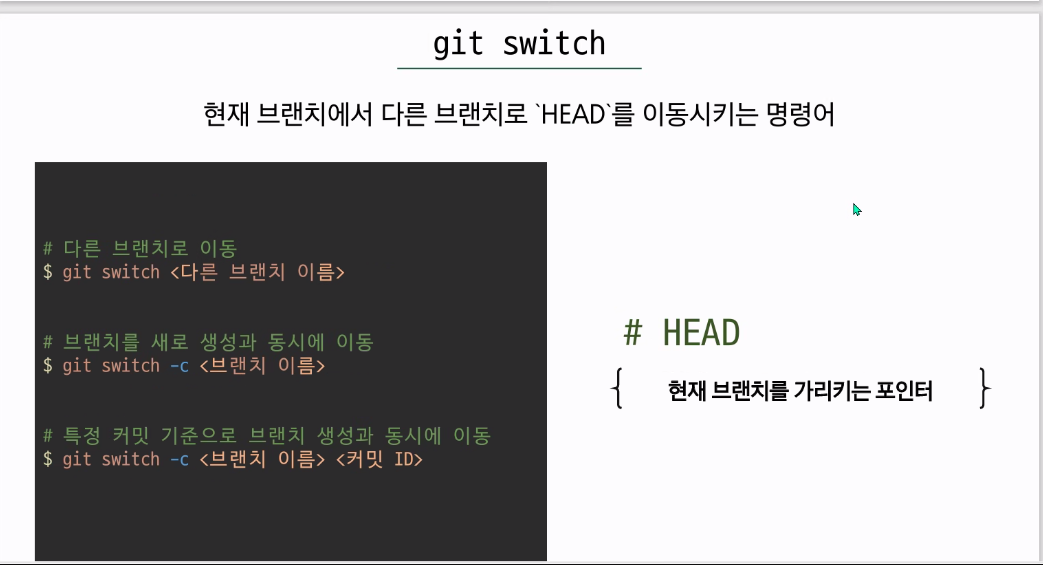 git switch
현재 브랜치에서 다른 브랜치로 `HEAD`를 이동시키는 명령어
# 다른 브랜치로 이동
$ git switch <다른 브랜치 이름>
# 브랜치를 새로 생성과 동시에 이동
$ git switch -c <브랜치 이름>
# 특정 커밋 기준으로 브랜치 생성과 동시에 이동
$ git switch -c <브랜치 이름> <커밋 ID>
# HEAD
{ 현재 브랜치를 가리키는 포인터 }